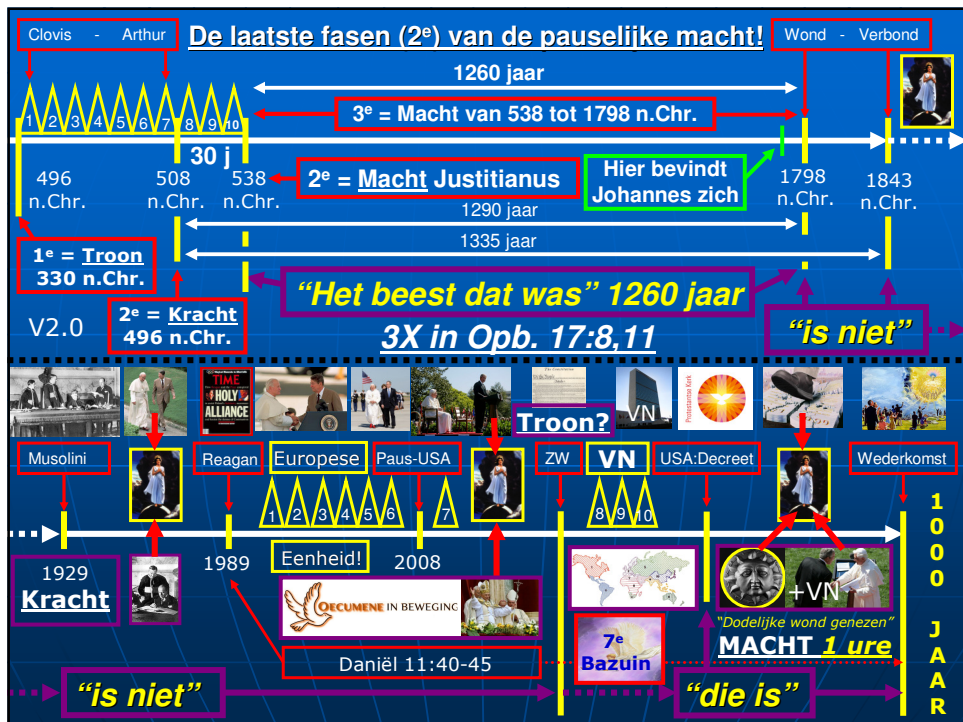 Clovis - Arthur
De laatste fasen (2e) van de pauselijke macht!
Wond - Verbond
1260 jaar
1 2 3 4 5 6 7 8 9 10
3e = Macht van 538 tot 1798 n.Chr.
30 j
496
n.Chr.
508
n.Chr.
538
n.Chr.
2e = Macht Justitianus
Hier bevindt
Johannes zich
1798
n.Chr.
1843
n.Chr.
1290 jaar
1335 jaar
1e = Troon
330 n.Chr.
"Het beest dat was" 1260 jaar
V2.0
2e = Kracht
496 n.Chr.
3X in Opb. 17:8,11
"is niet"
TIME
HOLY
ALLIANCE
Troon?
VN
Protestantse Kerk
Musolini
Reagan
Europese
Paus-USA
ZW
VN
USA:Decreet
Wederkomst
1 2 3 4 5 6
7
8 9 10
1929
Kracht
1989
Eenheid!
2008
OECUMENE IN BEWEGING
+VN
"Dodelijke wond genezen"
MACHT 1 ure
7e
Bazuin
Daniël 11:40-45
"is niet"
"die is"
1000 JAAR